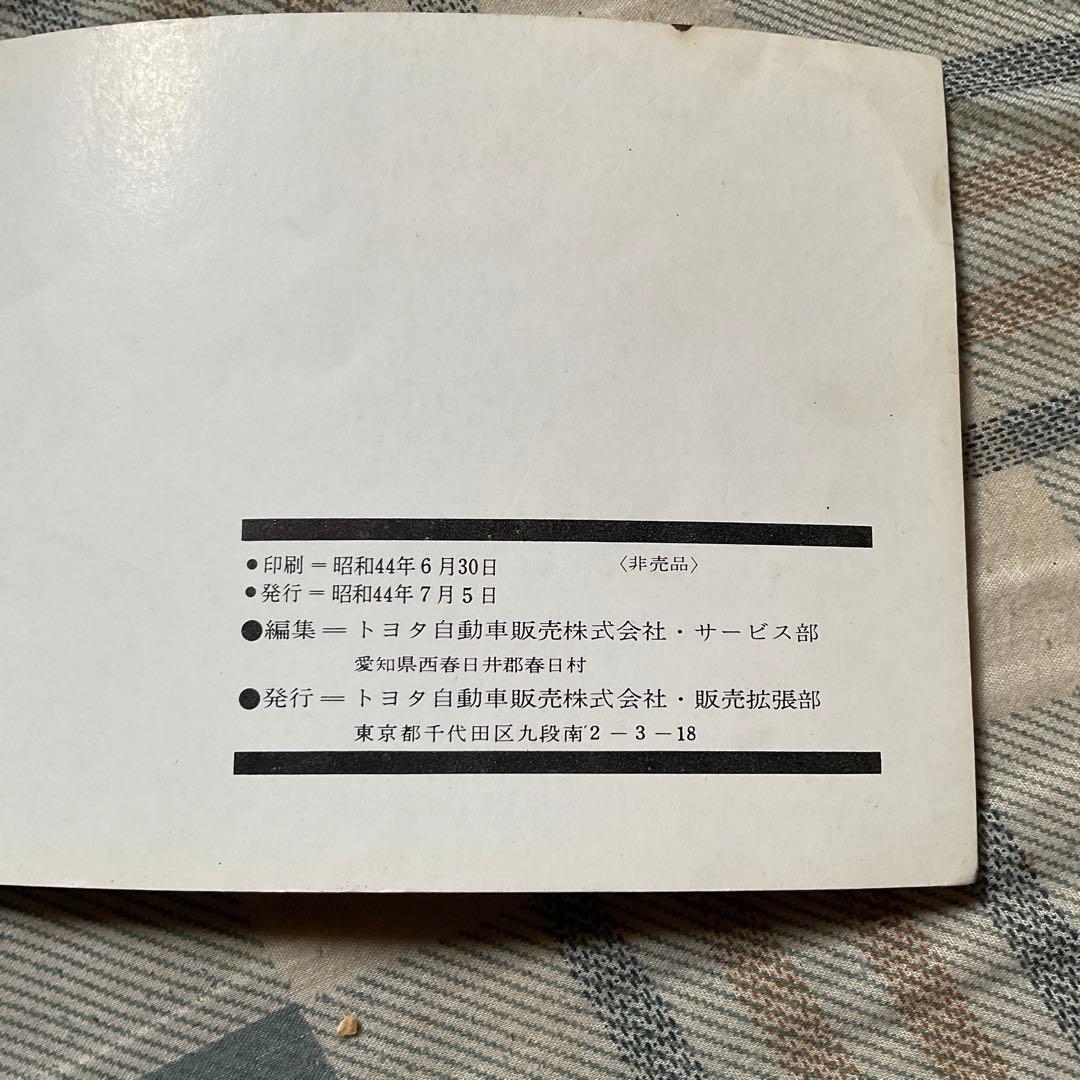 ●印刷＝昭和44年6月30日 〈非売品〉
●発行＝昭和44年7月5日
●編集＝トヨタ自動車販売株式会社・サービス部
愛知県西春日井郡春日村
●発行＝トヨタ自動車販売株式会社・販売拡張部
東京都千代田区九段南2－3－18